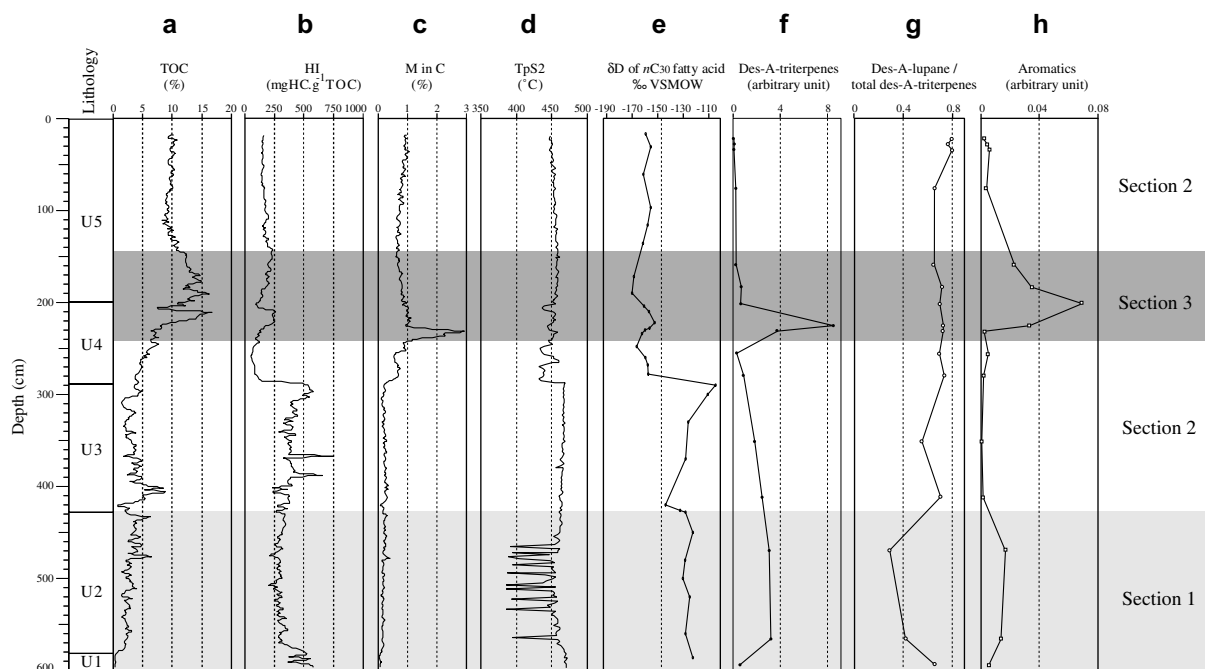 a b c d e f g h
Lithology
TOC
(%)
HI
(mgHC.g-1TOC)
M in C
(%)
TpS2
(°C)
δD of nC30 fatty acid
‰ VSMOW
Des-A-triterpenes
(arbitrary unit)
Des-A-lupane /
total des-A-triterpenes
Aromatics
(arbitrary unit)
0 5 10 15 20
0 250 500 750 1000
0 1 2 3
350 400 450 500
-190 -170 -150 -130 -110
0 4 8
0 0.4 0.8
0 0.04 0.08
Depth (cm)
0
100
200
300
400
500
600
U5
U4
U3
U2
U1
Section 2
Section 3
Section 2
Section 1